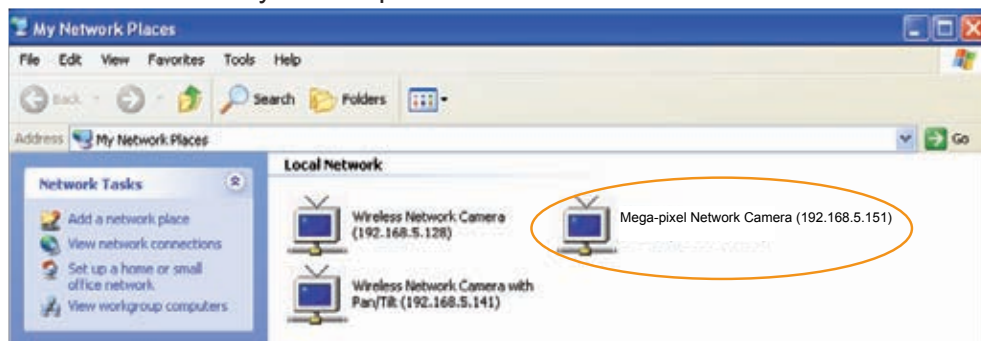 My Network Places
File Edit View Favorites Tools Help
Back Search Folders
Address My Network Places Go
Local Network
Network Tasks
Add a network place
View network connections
Set up a home or small
office network
View workgroup computers
Wireless Network Camera
(192.168.5.128)
Mega-pixel Network Camera (192.168.5.151)
Wireless Network Camera with
Pan/Tilt (192.168.5.141)